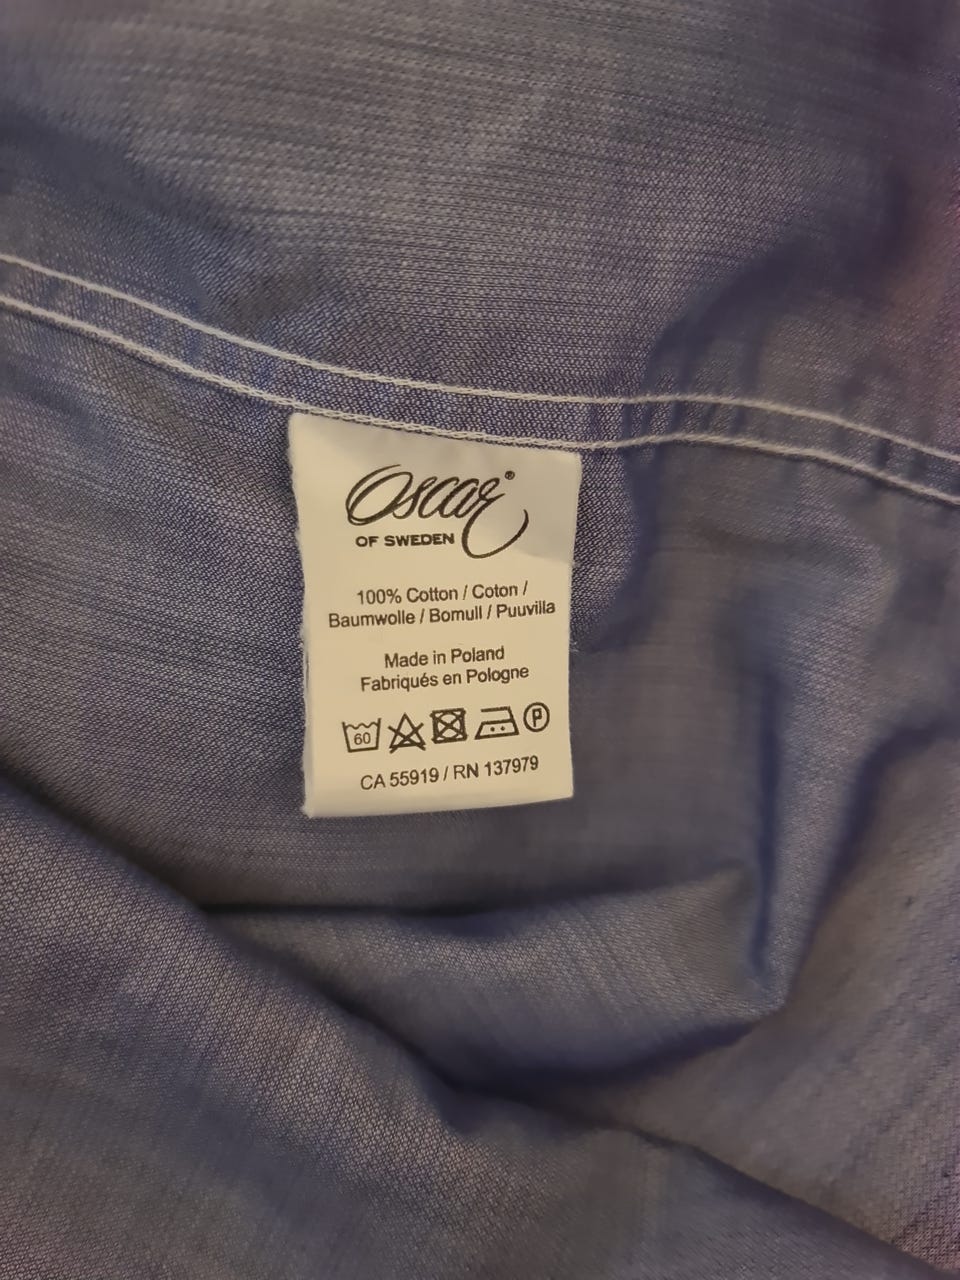 Oscar®
OF SWEDEN
100% Cotton / Coton /
Baumwolle / Bomull / Puuvilla
Made in Poland
Fabriqués en Pologne
60 P
CA 55919 / RN 137979